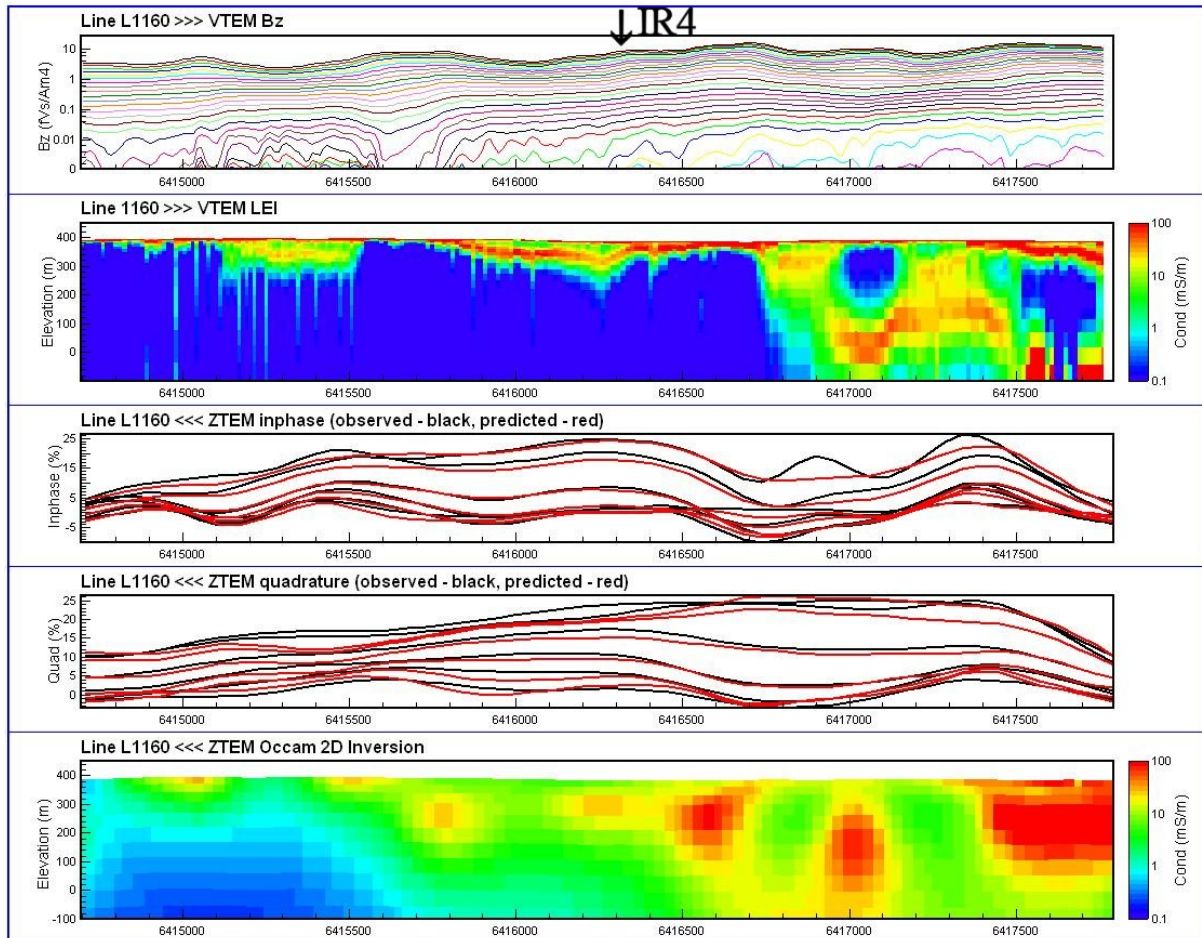 Line L1160 >>> VTEM Bz
↓IR4
Bz (fVs/Am4)
10
1
0.1
0.01
0
6415000 6415500 6416000 6416500 6417000 6417500
Line 1160 >>> VTEM LEI
Elevation (m)
400
300
200
100
0
6415000 6415500 6416000 6416500 6417000 6417500
100
10
1
0.1
Cond (mS/m)
Line L1160 <<< ZTEM inphase (observed - black, predicted - red)
Inphase (%)
25
15
5
-5
6415000 6415500 6416000 6416500 6417000 6417500
Line L1160 <<< ZTEM quadrature (observed - black, predicted - red)
Quad (%)
25
20
15
10
5
0
6415000 6415500 6416000 6416500 6417000 6417500
Line L1160 <<< ZTEM Occam 2D Inversion
Elevation (m)
400
300
200
100
0
-100
6415000 6415500 6416000 6416500 6417000 6417500
100
10
1
0.1
Cond (mS/m)